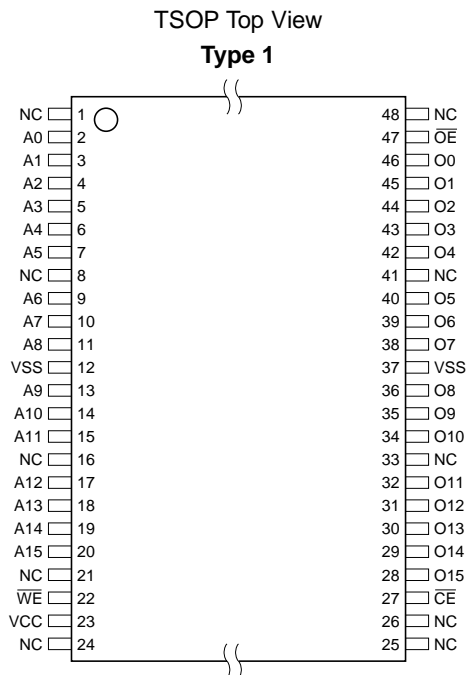 TSOP Top View
Type 1
NC 1 48 NC
A0 2 47 O̅E̅
A1 3 46 O0
A2 4 45 O1
A3 5 44 O2
A4 6 43 O3
A5 7 42 O4
NC 8 41 NC
A6 9 40 O5
A7 10 39 O6
A8 11 38 O7
VSS 12 37 VSS
A9 13 36 O8
A10 14 35 O9
A11 15 34 O10
NC 16 33 NC
A12 17 32 O11
A13 18 31 O12
A14 19 30 O13
A15 20 29 O14
NC 21 28 O15
W̅E̅ 22 27 C̅E̅
VCC 23 26 NC
NC 24 25 NC